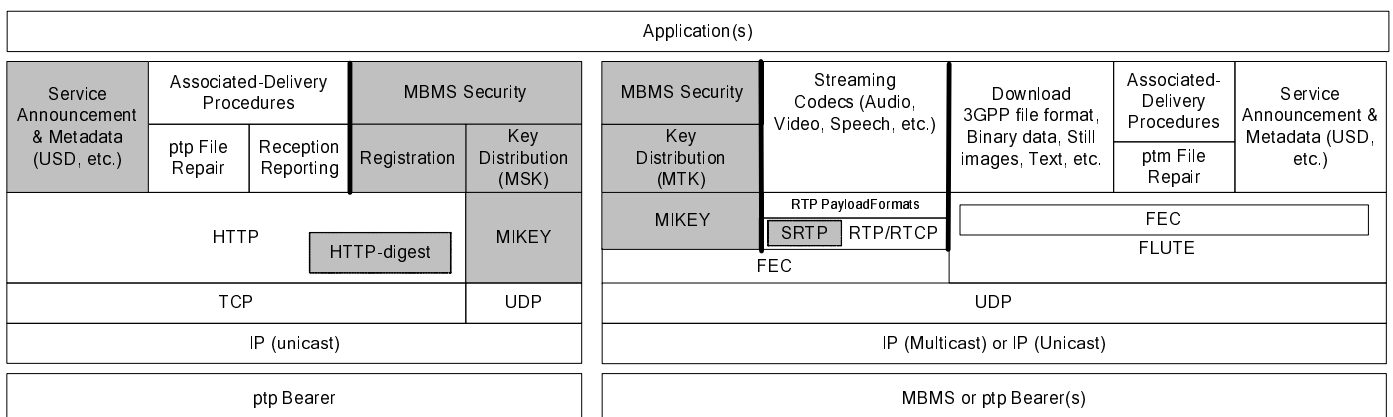 Application(s)
Service
Announcement
& Metadata
(USD, etc.)
Associated-Delivery
Procedures
ptp File
Repair
Reception
Reporting
MBMS Security
Registration
Key
Distribution
(MSK)
HTTP
HTTP-digest
MIKEY
TCP
UDP
IP (unicast)
ptp Bearer
MBMS Security
Key
Distribution
(MTK)
MIKEY
Streaming
Codecs (Audio,
Video, Speech, etc.)
RTP PayloadFormats
SRTP
RTP/RTCP
FEC
Download
3GPP file format,
Binary data, Still
images, Text, etc.
Associated-
Delivery
Procedures
ptm File
Repair
Service
Announcement &
Metadata (USD,
etc.)
FEC
FLUTE
UDP
IP (Multicast) or IP (Unicast)
MBMS or ptp Bearer(s)